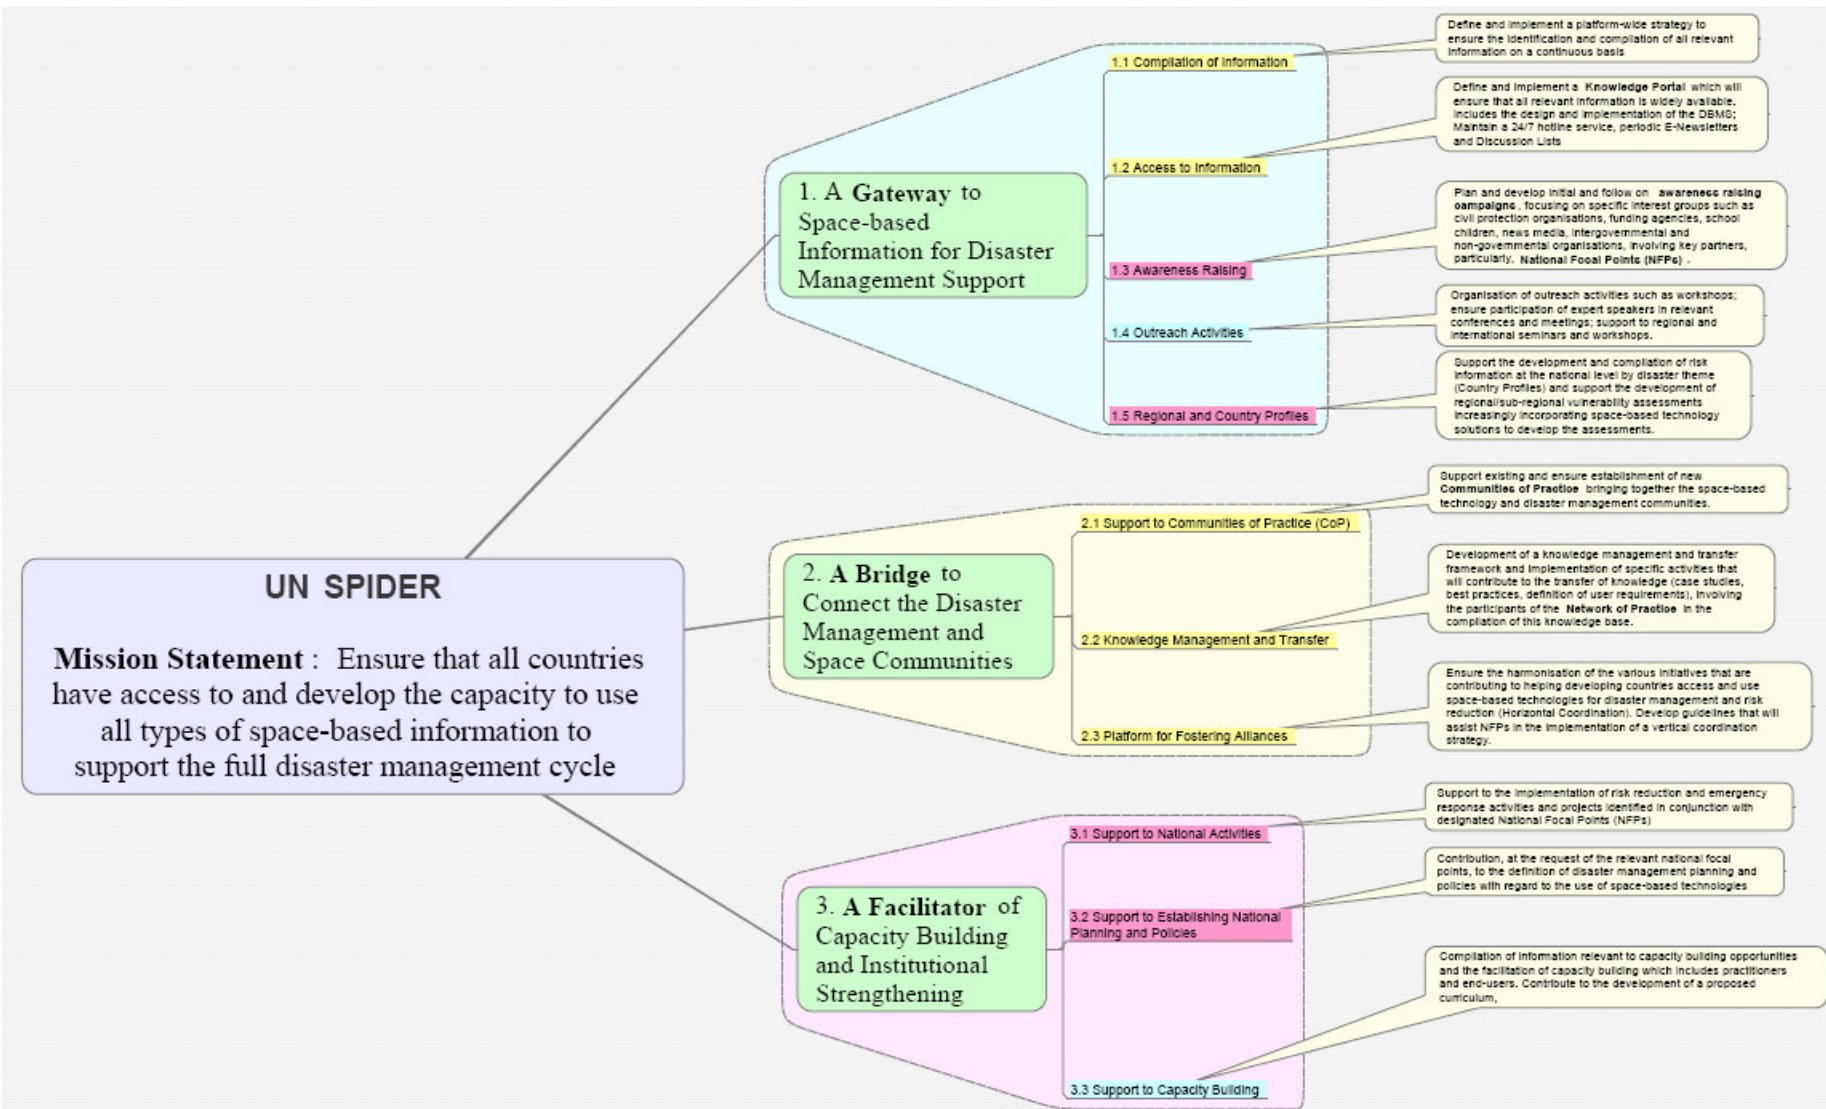 UN SPIDER
Mission Statement : Ensure that all countries
have access to and develop the capacity to use
all types of space-based information to
support the full disaster management cycle
1. A Gateway to
Space-based
Information for Disaster
Management Support
1.1 Compilation of Information
Define and implement a platform-wide strategy to
ensure the identification and compilation of all relevant
information on a continuous basis
1.2 Access to Information
Define and implement a Knowledge Portal which will
ensure that all relevant information is widely available.
Includes the design and implementation of the DBMS;
Maintain a 24/7 hotline service, periodic E-Newsletters
and Discussion Lists
1.3 Awareness Raising
Plan and develop initial and follow on awareness raising
campaigns, focusing on specific interest groups such as
civil protection organisations, funding agencies, school
children, news media, intergovernmental and
non-governmental organisations, involving key partners,
particularly, National Focal Points (NFPs) .
1.4 Outreach Activities
Organisation of outreach activities such as workshops;
ensure participation of expert speakers in relevant
conferences and meetings; support to regional and
international seminars and workshops.
1.5 Regional and Country Profiles
Support the development and compilation of risk
information at the national level by disaster theme
(Country Profiles) and support the development of
regional/sub-regional vulnerability assessments
increasingly incorporating space-based technology
solutions to develop the assessments.
2. A Bridge to
Connect the Disaster
Management and
Space Communities
2.1 Support to Communities of Practice (CoP)
Support existing and ensure establishment of new
Communities of Practice bringing together the space-based
technology and disaster management communities.
2.2 Knowledge Management and Transfer
Development of a knowledge management and transfer
framework and implementation of specific activities that
will contribute to the transfer of knowledge (case studies,
best practices, definition of user requirements), involving
the participants of the Network of Practice in the
compilation of this knowledge base.
2.3 Platform for Fostering Alliances
Ensure the harmonisation of the various initiatives that are
contributing to helping developing countries access and use
space-based technologies for disaster management and risk
reduction (Horizontal Coordination). Develop guidelines that will
assist NFPs in the implementation of a vertical coordination
strategy.
3. A Facilitator of
Capacity Building
and Institutional
Strengthening
3.1 Support to National Activities
Support to the implementation of risk reduction and emergency
response activities and projects identified in conjunction with
designated National Focal Points (NFPs)
3.2 Support to Establishing National
Planning and Policies
Contribution, at the request of the relevant national focal
points, to the definition of disaster management planning and
policies with regard to the use of space-based technologies
3.3 Support to Capacity Building
Compilation of information relevant to capacity building opportunities
and the facilitation of capacity building which includes practitioners
and end-users. Contribute to the development of a proposed
curriculum,